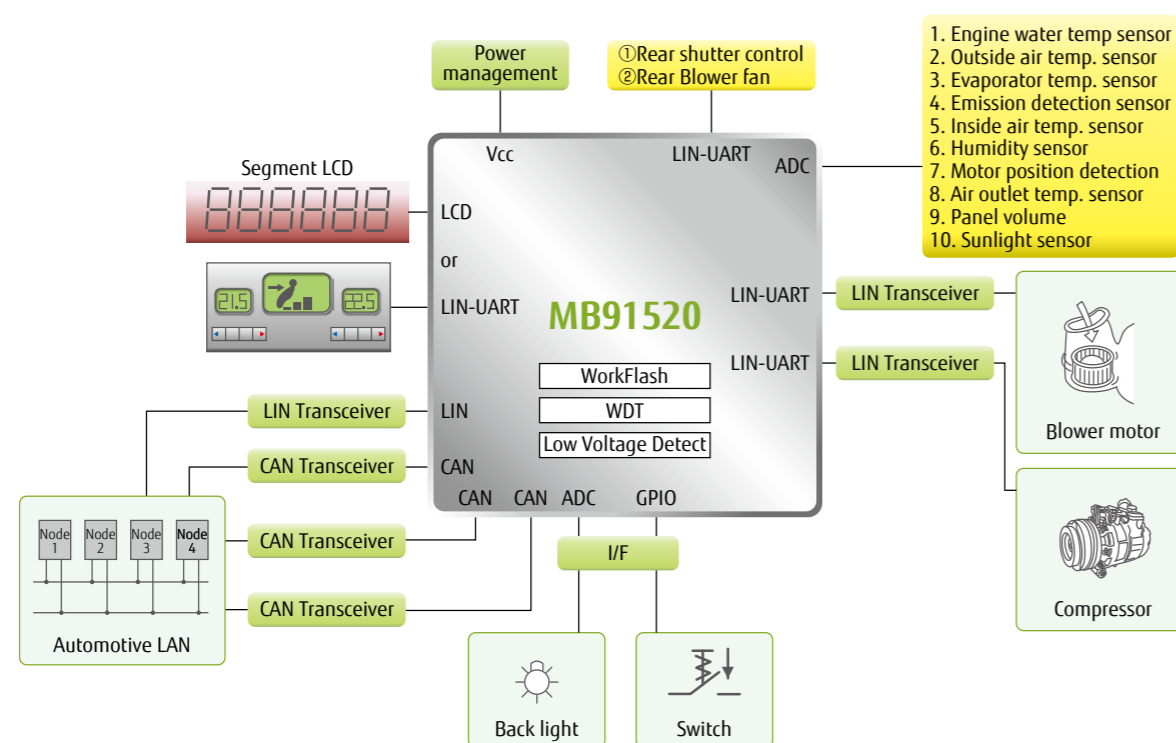 Power
management
①Rear shutter control
②Rear Blower fan
1. Engine water temp sensor
2. Outside air temp. sensor
3. Evaporator temp. sensor
4. Emission detection sensor
5. Inside air temp. sensor
6. Humidity sensor
7. Motor position detection
8. Air outlet temp. sensor
9. Panel volume
10. Sunlight sensor
Vcc
LIN-UART
ADC
Segment LCD
888888
LCD
or
21.5
22.5
LIN-UART
MB91520
LIN-UART
LIN Transceiver
LIN-UART
LIN Transceiver
WorkFlash
WDT
Low Voltage Detect
Blower motor
LIN Transceiver
LIN
CAN Transceiver
CAN
CAN
CAN
ADC
GPIO
Node
1
Node
2
Node
3
Node
4
CAN Transceiver
I/F
CAN Transceiver
Automotive LAN
Compressor
Back light
Switch